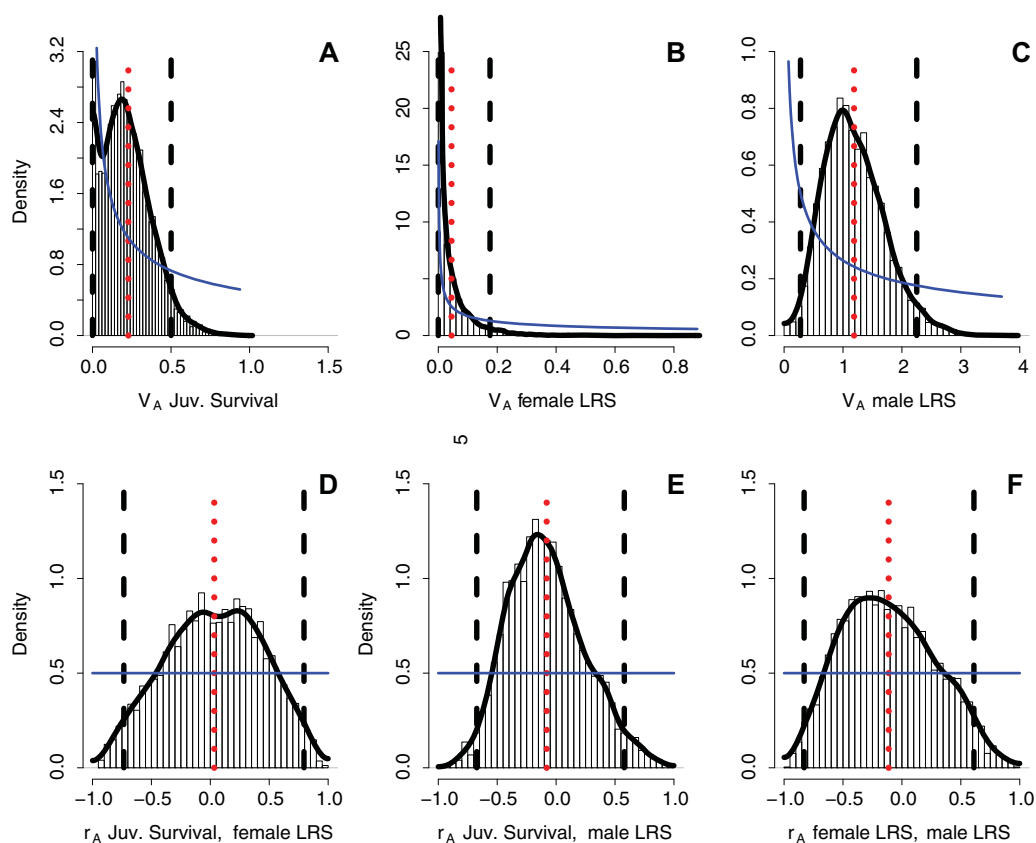 A
Density
0.0 0.8 1.6 2.4 3.2
0.0 0.5 1.0 1.5
V_A Juv. Survival
B
0 5 10 15 20 25
0.0 0.2 0.4 0.6 0.8
V_A female LRS
C
0.0 0.2 0.4 0.6 0.8 1.0
0 1 2 3 4
V_A male LRS
5
D
Density
0.0 0.5 1.0 1.5
−1.0 −0.5 0.0 0.5 1.0
r_A Juv. Survival, female LRS
E
Density
0.0 0.5 1.0 1.5
−1.0 −0.5 0.0 0.5 1.0
r_A Juv. Survival, male LRS
F
0.0 0.5 1.0 1.5
−1.0 −0.5 0.0 0.5 1.0
r_A female LRS, male LRS